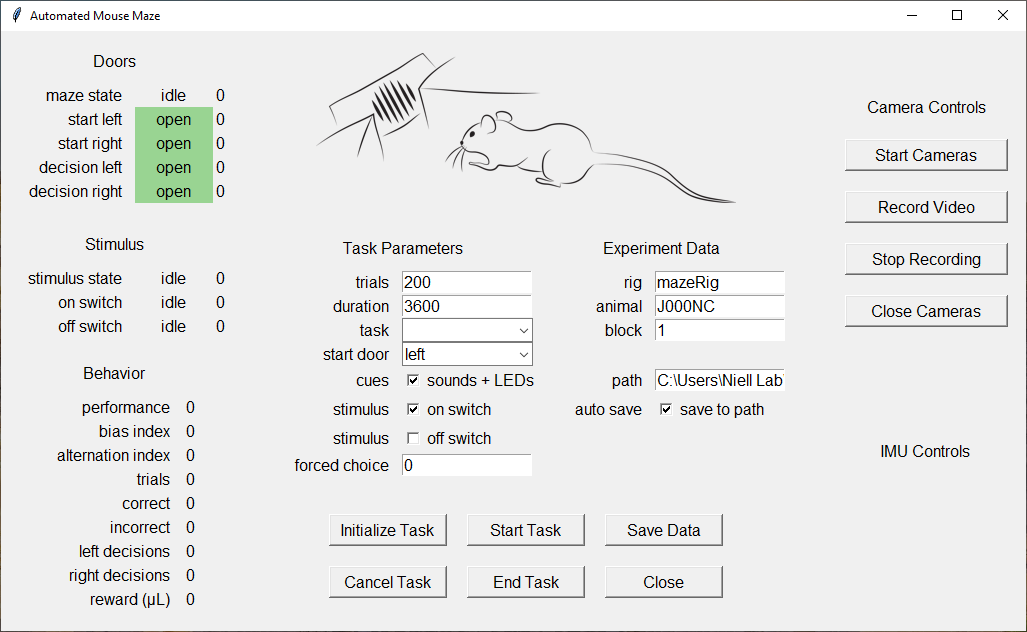 Automated Mouse Maze
Doors
maze state idle 0
start left open 0
start right open 0
decision left open 0
decision right open 0
Stimulus
stimulus state idle 0
on switch idle 0
off switch idle 0
Behavior
performance 0
bias index 0
alternation index 0
trials 0
correct 0
incorrect 0
left decisions 0
right decisions 0
reward (µL) 0
Task Parameters
trials 200
duration 3600
task
start door left
cues sounds + LEDs
stimulus on switch
stimulus off switch
forced choice 0
Experiment Data
rig mazeRig
animal J000NC
block 1
path C:\Users\Niell Lab
auto save save to path
Initialize Task Start Task Save Data
Cancel Task End Task Close
Camera Controls
Start Cameras
Record Video
Stop Recording
Close Cameras
IMU Controls